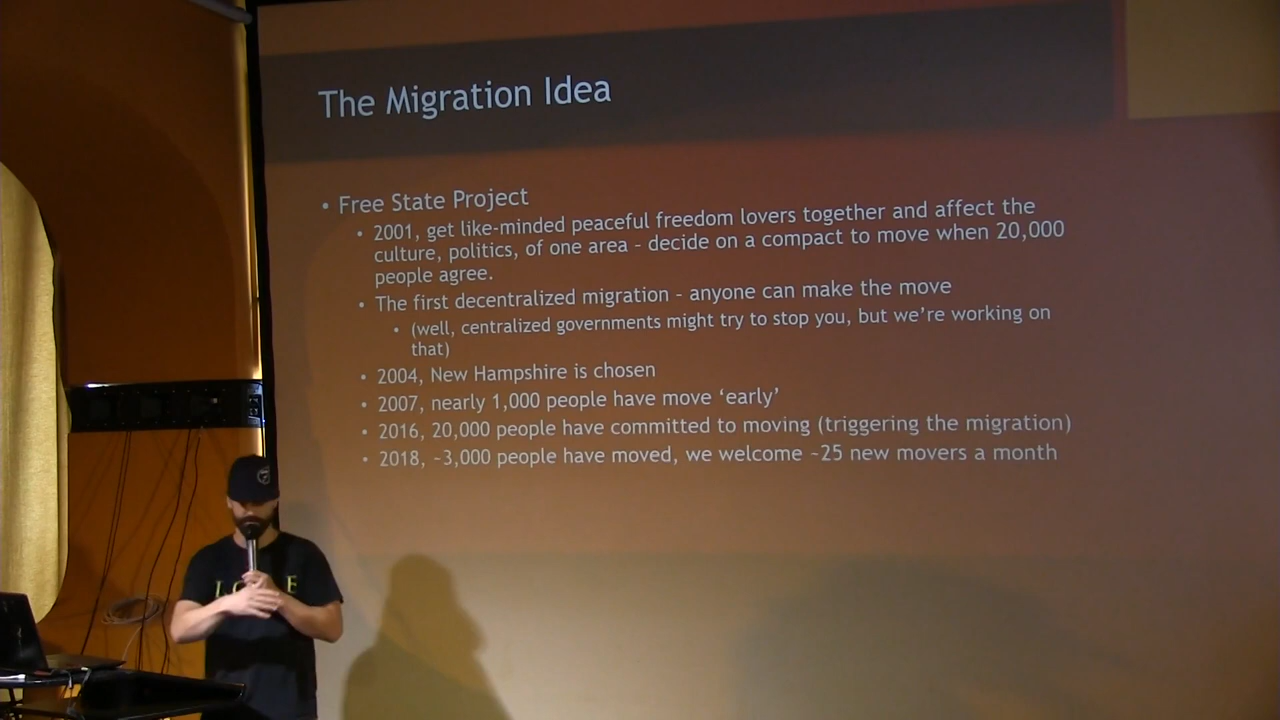 The Migration Idea
• Free State Project
• 2001, get like-minded peaceful freedom lovers together and affect the
culture, politics, of one area - decide on a compact to move when 20,000
people agree.
• The first decentralized migration - anyone can make the move
• (well, centralized governments might try to stop you, but we're working on
that)
• 2004, New Hampshire is chosen
• 2007, nearly 1,000 people have move 'early'
• 2016, 20,000 people have committed to moving (triggering the migration)
• 2018, ~3,000 people have moved, we welcome ~25 new movers a month